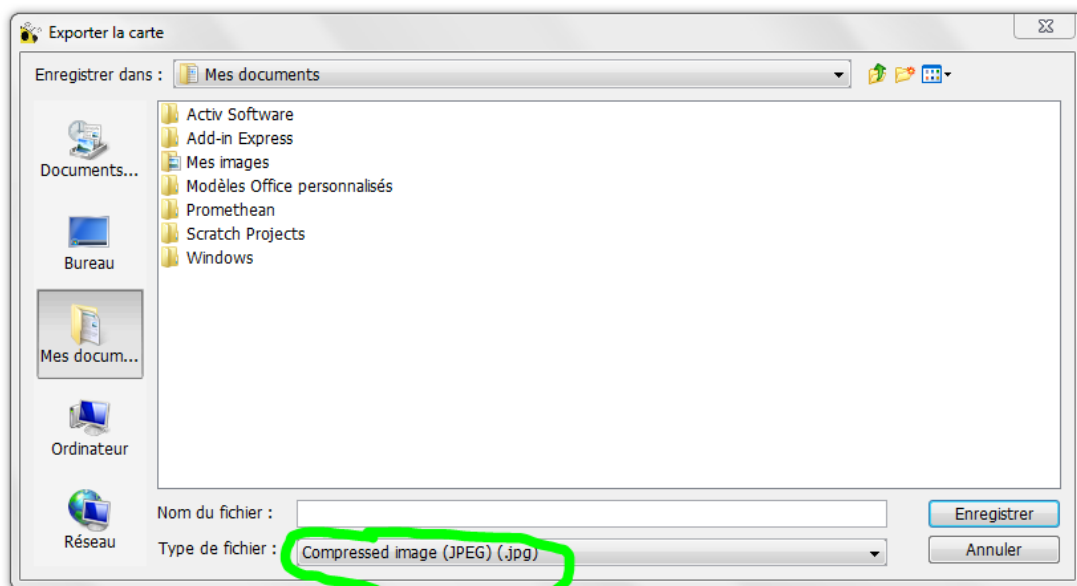 Exporter la carte
Enregistrer dans : Mes documents
Activ Software
Add-in Express
Mes images
Modèles Office personnalisés
Promethean
Scratch Projects
Windows
Documents...
Bureau
Mes docum...
Ordinateur
Réseau
Nom du fichier :
Enregistrer
Type de fichier : Compressed image (JPEG) (.jpg)
Annuler